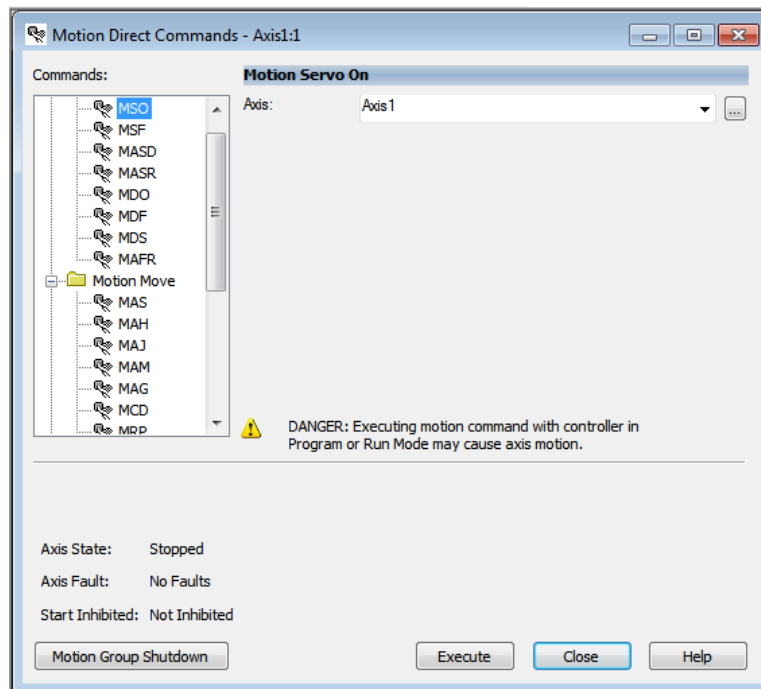 Motion Direct Commands - Axis1:1
Commands:
Motion Servo On
MSO
MSF
MASD
MASR
MDO
MDF
MDS
MAFR
Motion Move
MAS
MAH
MAJ
MAM
MAG
MCD
MRP
Axis:
Axis1
...
DANGER: Executing motion command with controller in
Program or Run Mode may cause axis motion.
Axis State: Stopped
Axis Fault: No Faults
Start Inhibited: Not Inhibited
Motion Group Shutdown
Execute
Close
Help